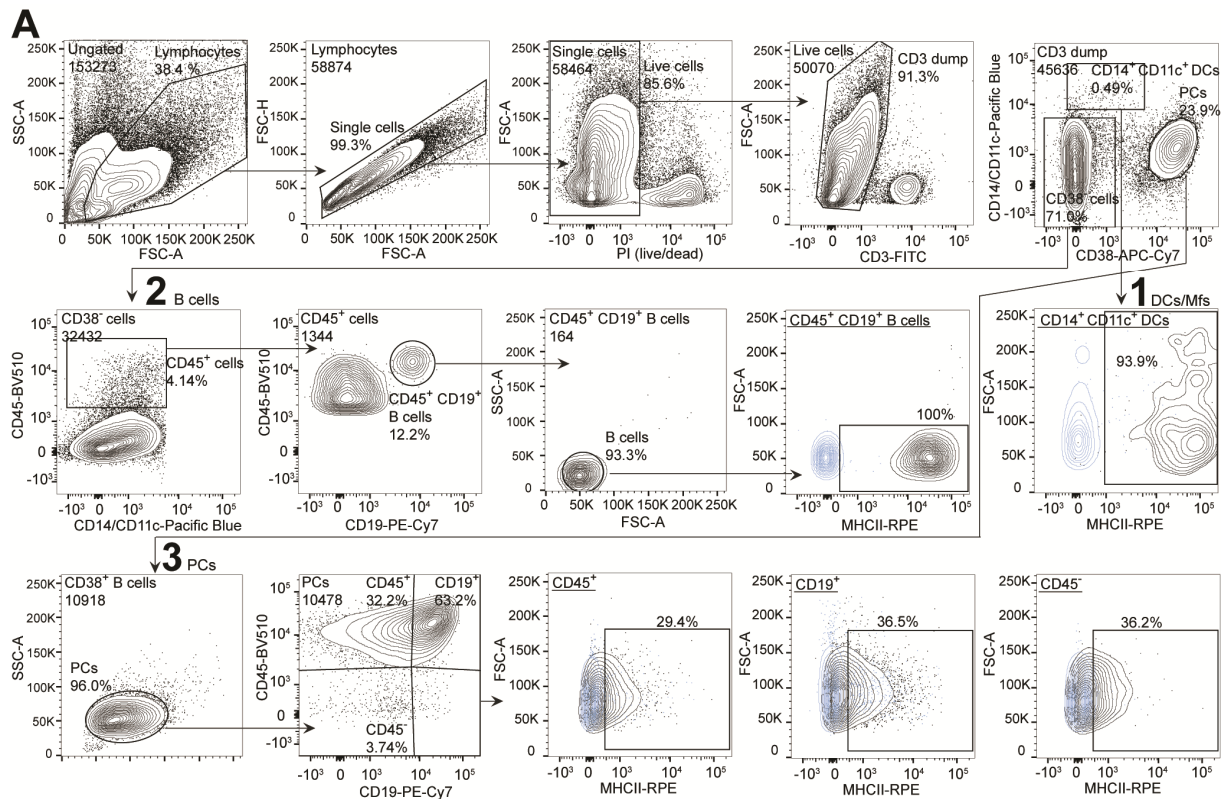 A
Ungated
153273
Lymphocytes
38.4 %
SSC-A
250K
200K
150K
100K
50K
0
0 50K 100K 150K 200K 250K
FSC-A
Lymphocytes
58874
Single cells
99.3%
FSC-H
250K
200K
150K
100K
50K
0
0 50K 100K 150K 200K 250K
FSC-A
Single cells
58464
Live cells
85.6%
FSC-A
250K
200K
150K
100K
50K
0
-10³ 0 10³ 10⁴ 10⁵
PI (live/dead)
Live cells
50070
CD3 dump
91.3%
FSC-A
250K
200K
150K
100K
50K
0
-10³ 0 10³ 10⁴ 10⁵
CD3-FITC
CD3 dump
45636
CD14⁺ CD11c⁺ DCs
0.49%
PCs
23.9%
CD38⁻ cells
71.0%
CD14/CD11c-Pacific Blue
10⁵
10⁴
10³
0
-10³
-10³ 0 10³ 10⁴ 10⁵
CD38-APC-Cy7
2 B cells
CD38⁻ cells
32432
CD45⁺ cells
4.14%
CD45-BV510
10⁵
10⁴
10³
0
-10³
-10³ 0 10³ 10⁴ 10⁵
CD14/CD11c-Pacific Blue
CD45⁺ cells
1344
CD45⁺ CD19⁺
B cells
12.2%
CD45-BV510
10⁵
10⁴
10³
0
-10³
-10³ 0 10³ 10⁴ 10⁵
CD19-PE-Cy7
CD45⁺ CD19⁺ B cells
164
B cells
93.3%
SSC-A
250K
200K
150K
100K
50K
0
0 50K 100K 150K 200K 250K
FSC-A
CD45⁺ CD19⁺ B cells
100%
FSC-A
250K
200K
150K
100K
50K
0
-10³ 0 10³ 10⁴ 10⁵
MHCII-RPE
1 DCs/Mfs
CD14⁺ CD11c⁺ DCs
93.9%
FSC-A
250K
200K
150K
100K
50K
0
-10³ 0 10³ 10⁴ 10⁵
MHCII-RPE
3 PCs
CD38⁺ B cells
10918
PCs
96.0%
SSC-A
250K
200K
150K
100K
50K
0
0 50K 100K 150K 200K 250K
FSC-A
PCs
10478
CD45⁺
32.2%
CD19⁺
63.2%
CD45⁻
3.74%
CD45-BV510
10⁵
10⁴
10³
0
-10³
-10³ 0 10³ 10⁴ 10⁵
CD19-PE-Cy7
CD45⁺
29.4%
FSC-A
250K
200K
150K
100K
50K
0
-10³ 0 10³ 10⁴ 10⁵
MHCII-RPE
CD19⁺
36.5%
FSC-A
250K
200K
150K
100K
50K
0
-10³ 0 10³ 10⁴ 10⁵
MHCII-RPE
CD45⁻
36.2%
FSC-A
250K
200K
150K
100K
50K
0
-10³ 0 10³ 10⁴ 10⁵
MHCII-RPE